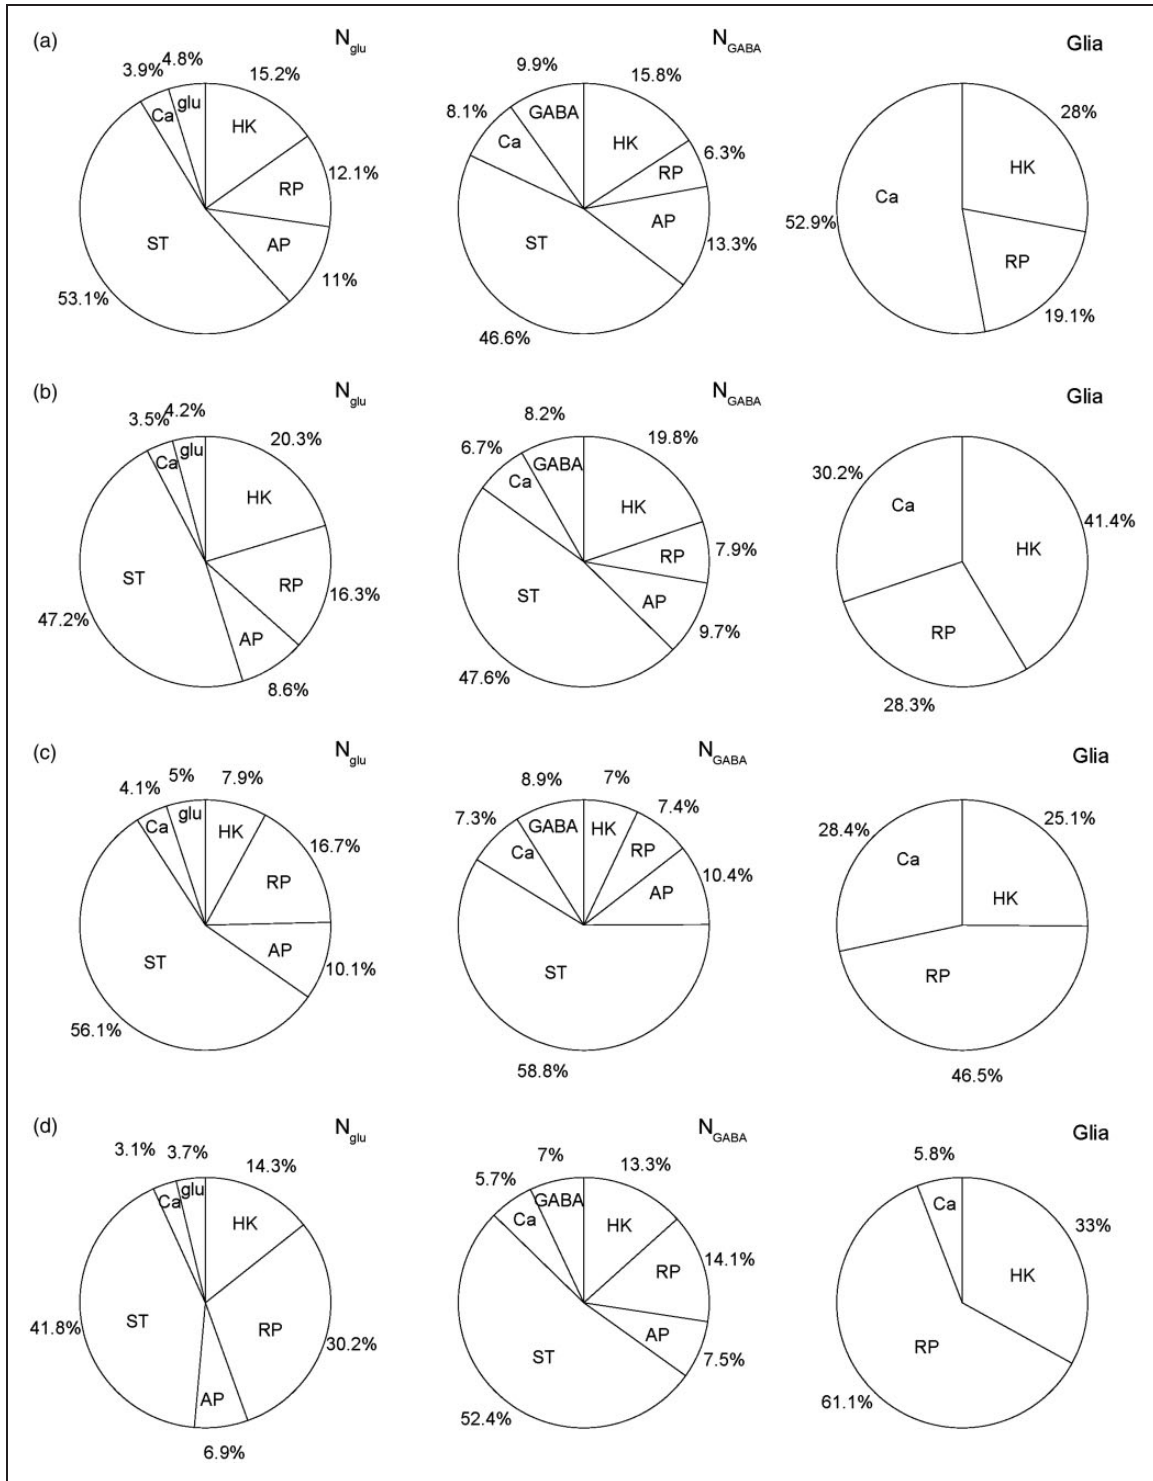 (a)
N_glu
4.8%
3.9%
15.2%
glu
Ca
HK
12.1%
RP
AP
ST
11%
53.1%
N_GABA
9.9%
15.8%
8.1%
GABA
Ca
HK
6.3%
RP
AP
13.3%
ST
46.6%
Glia
28%
HK
Ca
52.9%
RP
19.1%
(b)
N_glu
4.2%
3.5%
20.3%
glu
Ca
HK
ST
RP
16.3%
47.2%
AP
8.6%
N_GABA
8.2%
19.8%
6.7%
GABA
Ca
HK
7.9%
RP
ST
AP
9.7%
47.6%
Glia
30.2%
Ca
41.4%
HK
RP
28.3%
(c)
N_glu
5%
7.9%
4.1%
glu
Ca
HK
16.7%
RP
AP
ST
10.1%
56.1%
N_GABA
8.9%
7%
7.4%
7.3%
GABA
HK
Ca
RP
10.4%
AP
ST
58.8%
Glia
25.1%
28.4%
Ca
HK
RP
46.5%
(d)
N_glu
3.1%
3.7%
14.3%
glu
Ca
HK
ST
41.8%
RP
30.2%
AP
6.9%
N_GABA
7%
13.3%
5.7%
GABA
Ca
HK
14.1%
RP
AP
ST
7.5%
52.4%
Glia
5.8%
Ca
33%
HK
RP
61.1%